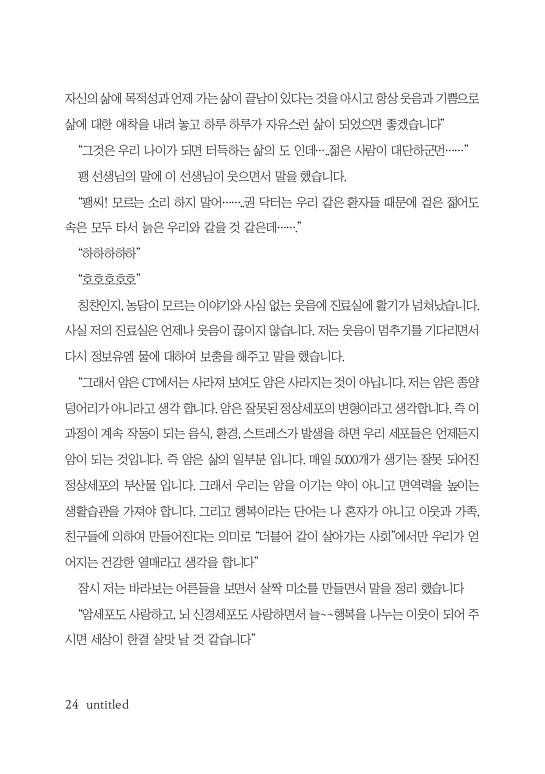 자신의 삶에 목적성과 언제 가는 삶이 끝남이 있다는 것을 아시고 항상 웃음과 기쁨으로
삶에 대한 애착을 내려 놓고 하루 하루가 자유스런 삶이 되었으면 좋겠습니다”
“그것은 우리 나이가 되면 터득하는 삶의 도 인데…..젊은 사람이 대단하군먼……”
팽 선생님의 말에 이 선생님이 웃으면서 말을 했습니다.
“팽씨! 모르는 소리 하지 말어……..권 닥터는 우리 같은 환자들 때문에 겉은 젊어도
속은 모두 타서 늙은 우리와 같을 것 같은데…….”
“하하하하하”
“호호호호호”
칭찬인지, 농담이 모르는 이야기와 사심 없는 웃음에 진료실에 활기가 넘쳐났습니다.
사실 저의 진료실은 언제나 웃음이 끊이지 않습니다. 저는 웃음이 멈추기를 기다리면서
다시 정보유엠 물에 대하여 보충을 해주고 말을 했습니다.
“그래서 암은 CT에서는 사라져 보여도 암은 사라지는 것이 아닙니다. 저는 암은 종양
덩어리가 아니라고 생각 합니다. 암은 잘못된 정상세포의 변형이라고 생각합니다. 즉 이
과정이 계속 작동이 되는 음식, 환경, 스트레스가 발생을 하면 우리 세포들은 언제든지
암이 되는 것입니다. 즉 암은 삶의 일부분 입니다. 매일 5000개가 생기는 잘못 되어진
정상세포의 부산물 입니다. 그래서 우리는 암을 이기는 약이 아니고 면역력을 높이는
생활습관을 가져야 합니다. 그리고 행복이라는 단어는 나 혼자가 아니고 이웃과 가족,
친구들에 의하여 만들어진다는 의미로 “더불어 같이 살아가는 사회”에서만 우리가 얻
어지는 건강한 열매라고 생각을 합니다”
잠시 저는 바라보는 어른들을 보면서 살짝 미소를 만들면서 말을 정리 했습니다
“암세포도 사랑하고, 뇌 신경세포도 사랑하면서 늘~~행복을 나누는 이웃이 되어 주
시면 세상이 한결 살맛 날 것 같습니다”
24 untitled